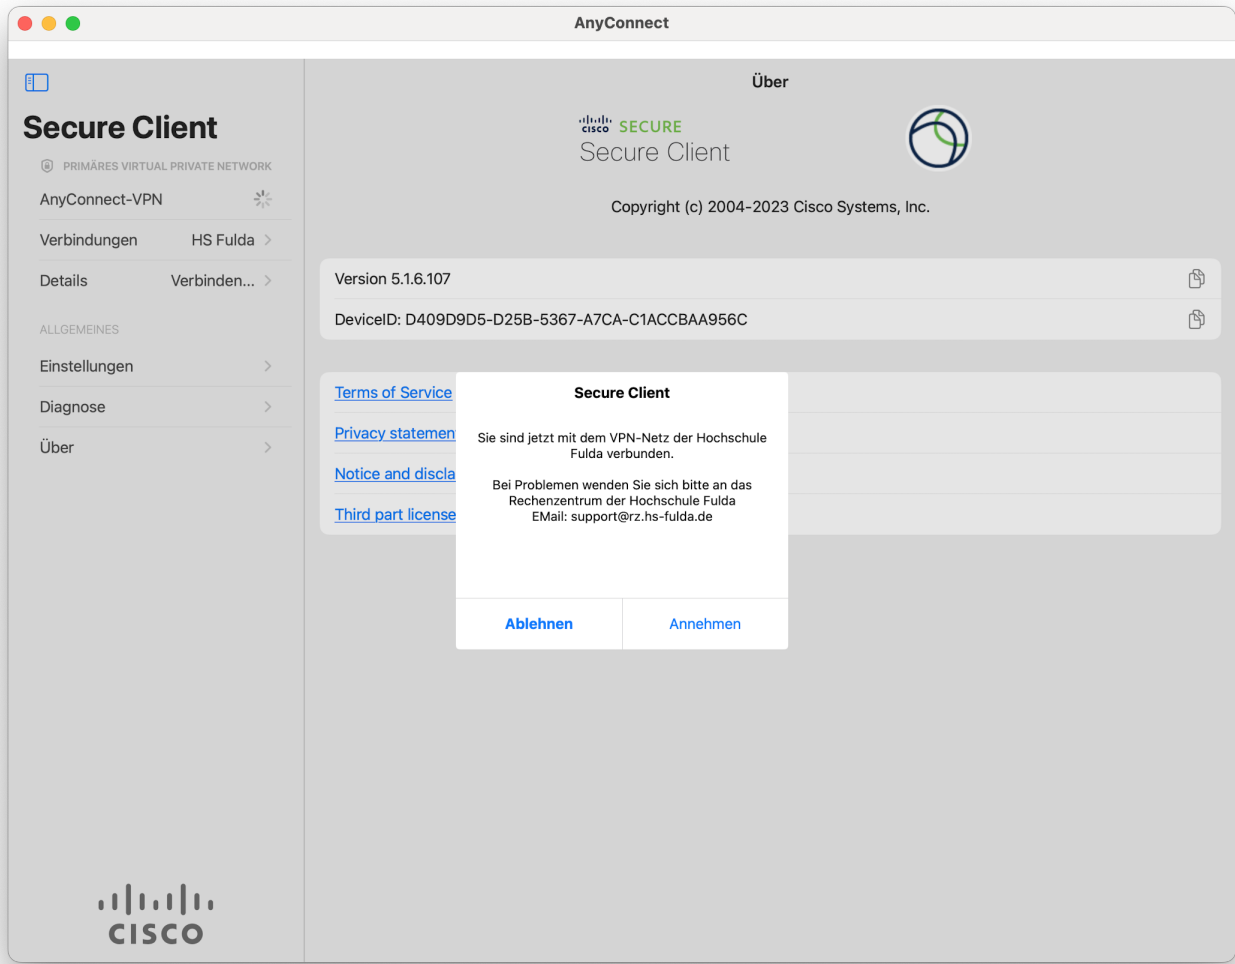 AnyConnect
Secure Client
PRIMÄRES VIRTUAL PRIVATE NETWORK
AnyConnect-VPN
Verbindungen HS Fulda
Details Verbinden...
ALLGEMEINES
Einstellungen
Diagnose
Über
CISCO
Über
CISCO SECURE
Secure Client
Copyright (c) 2004-2023 Cisco Systems, Inc.
Version 5.1.6.107
DeviceID: D409D9D5-D25B-5367-A7CA-C1ACCBAA956C
Terms of Service
Privacy statemen
Notice and discla
Third part license
Secure Client
Sie sind jetzt mit dem VPN-Netz der Hochschule
Fulda verbunden.
Bei Problemen wenden Sie sich bitte an das
Rechenzentrum der Hochschule Fulda
EMail: support@rz.hs-fulda.de
Ablehnen Annehmen